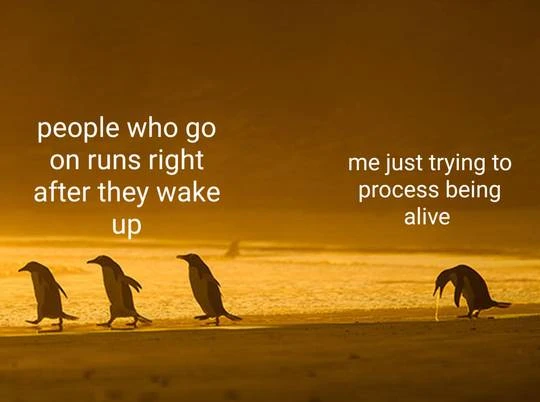 people who go
on runs right
after they wake
up
me just trying to
process being
alive